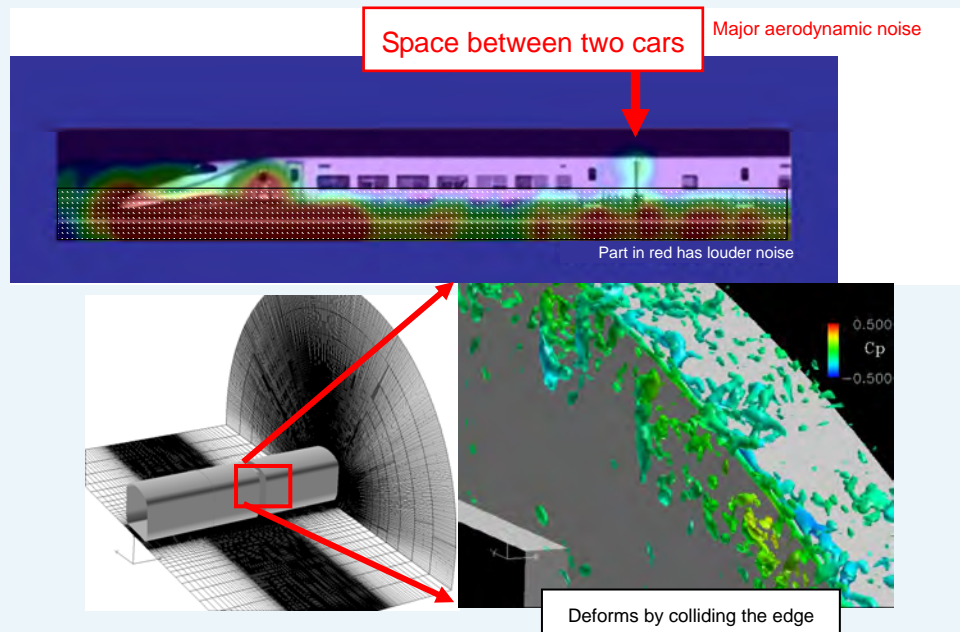 Space between two cars
Major aerodynamic noise
Part in red has louder noise
0.500
Cp
-0.500
Deforms by colliding the edge